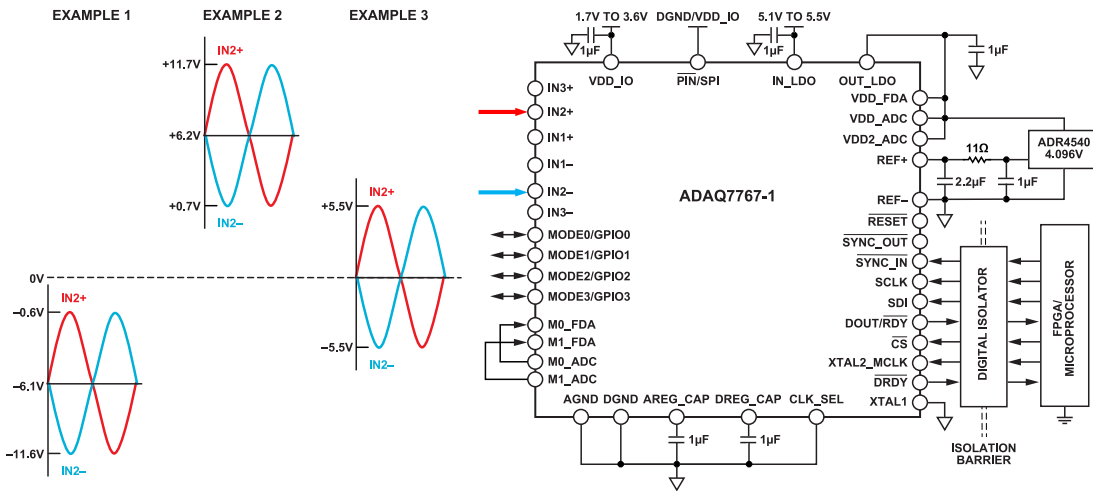 EXAMPLE 1
EXAMPLE 2
EXAMPLE 3
IN2+
+11.7V
+6.2V
+0.7V
IN2–
IN2+
+5.5V
–5.5V
IN2–
0V
IN2+
–0.6V
–6.1V
–11.6V
IN2–
1.7V TO 3.6V
1µF
DGND/VDD_IO
5.1V TO 5.5V
1µF
1µF
VDD_IO
PIN/SPI
IN_LDO
OUT_LDO
IN3+
IN2+
IN1+
IN1–
IN2–
IN3–
MODE0/GPIO0
MODE1/GPIO1
MODE2/GPIO2
MODE3/GPIO3
M0_FDA
M1_FDA
M0_ADC
M1_ADC
ADAQ7767-1
VDD_FDA
VDD_ADC
VDD2_ADC
REF+
REF–
RESET
SYNC_OUT
SYNC_IN
SCLK
SDI
DOUT/RDY
CS
XTAL2_MCLK
DRDY
XTAL1
11Ω
2.2µF
1µF
ADR4540
4.096V
DIGITAL ISOLATOR
FPGA/
MICROPROCESSOR
ISOLATION
BARRIER
AGND
DGND
AREG_CAP
DREG_CAP
CLK_SEL
1µF
1µF